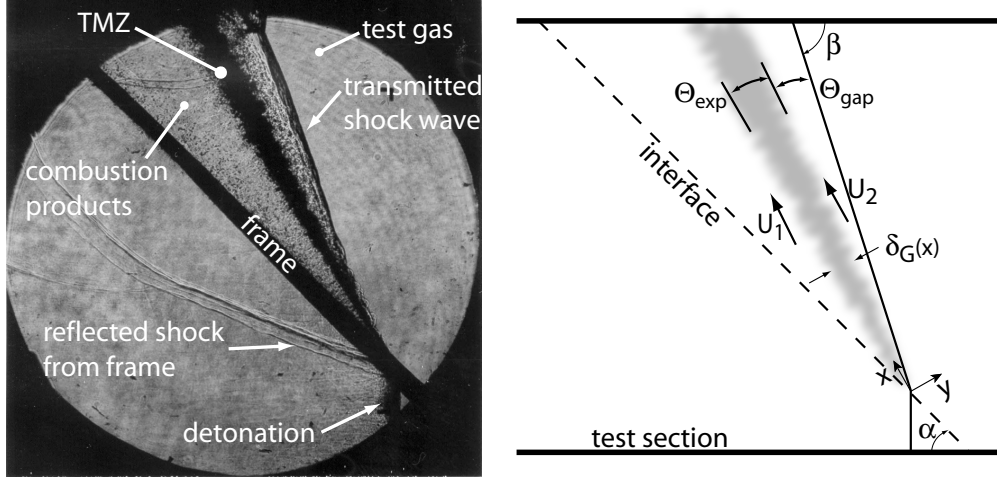 TMZ
test gas
transmitted
shock wave
combustion
products
frame
reflected shock
from frame
detonation
β
Θexp
Θgap
interface
U1
U2
δG(x)
x
y
α
test section